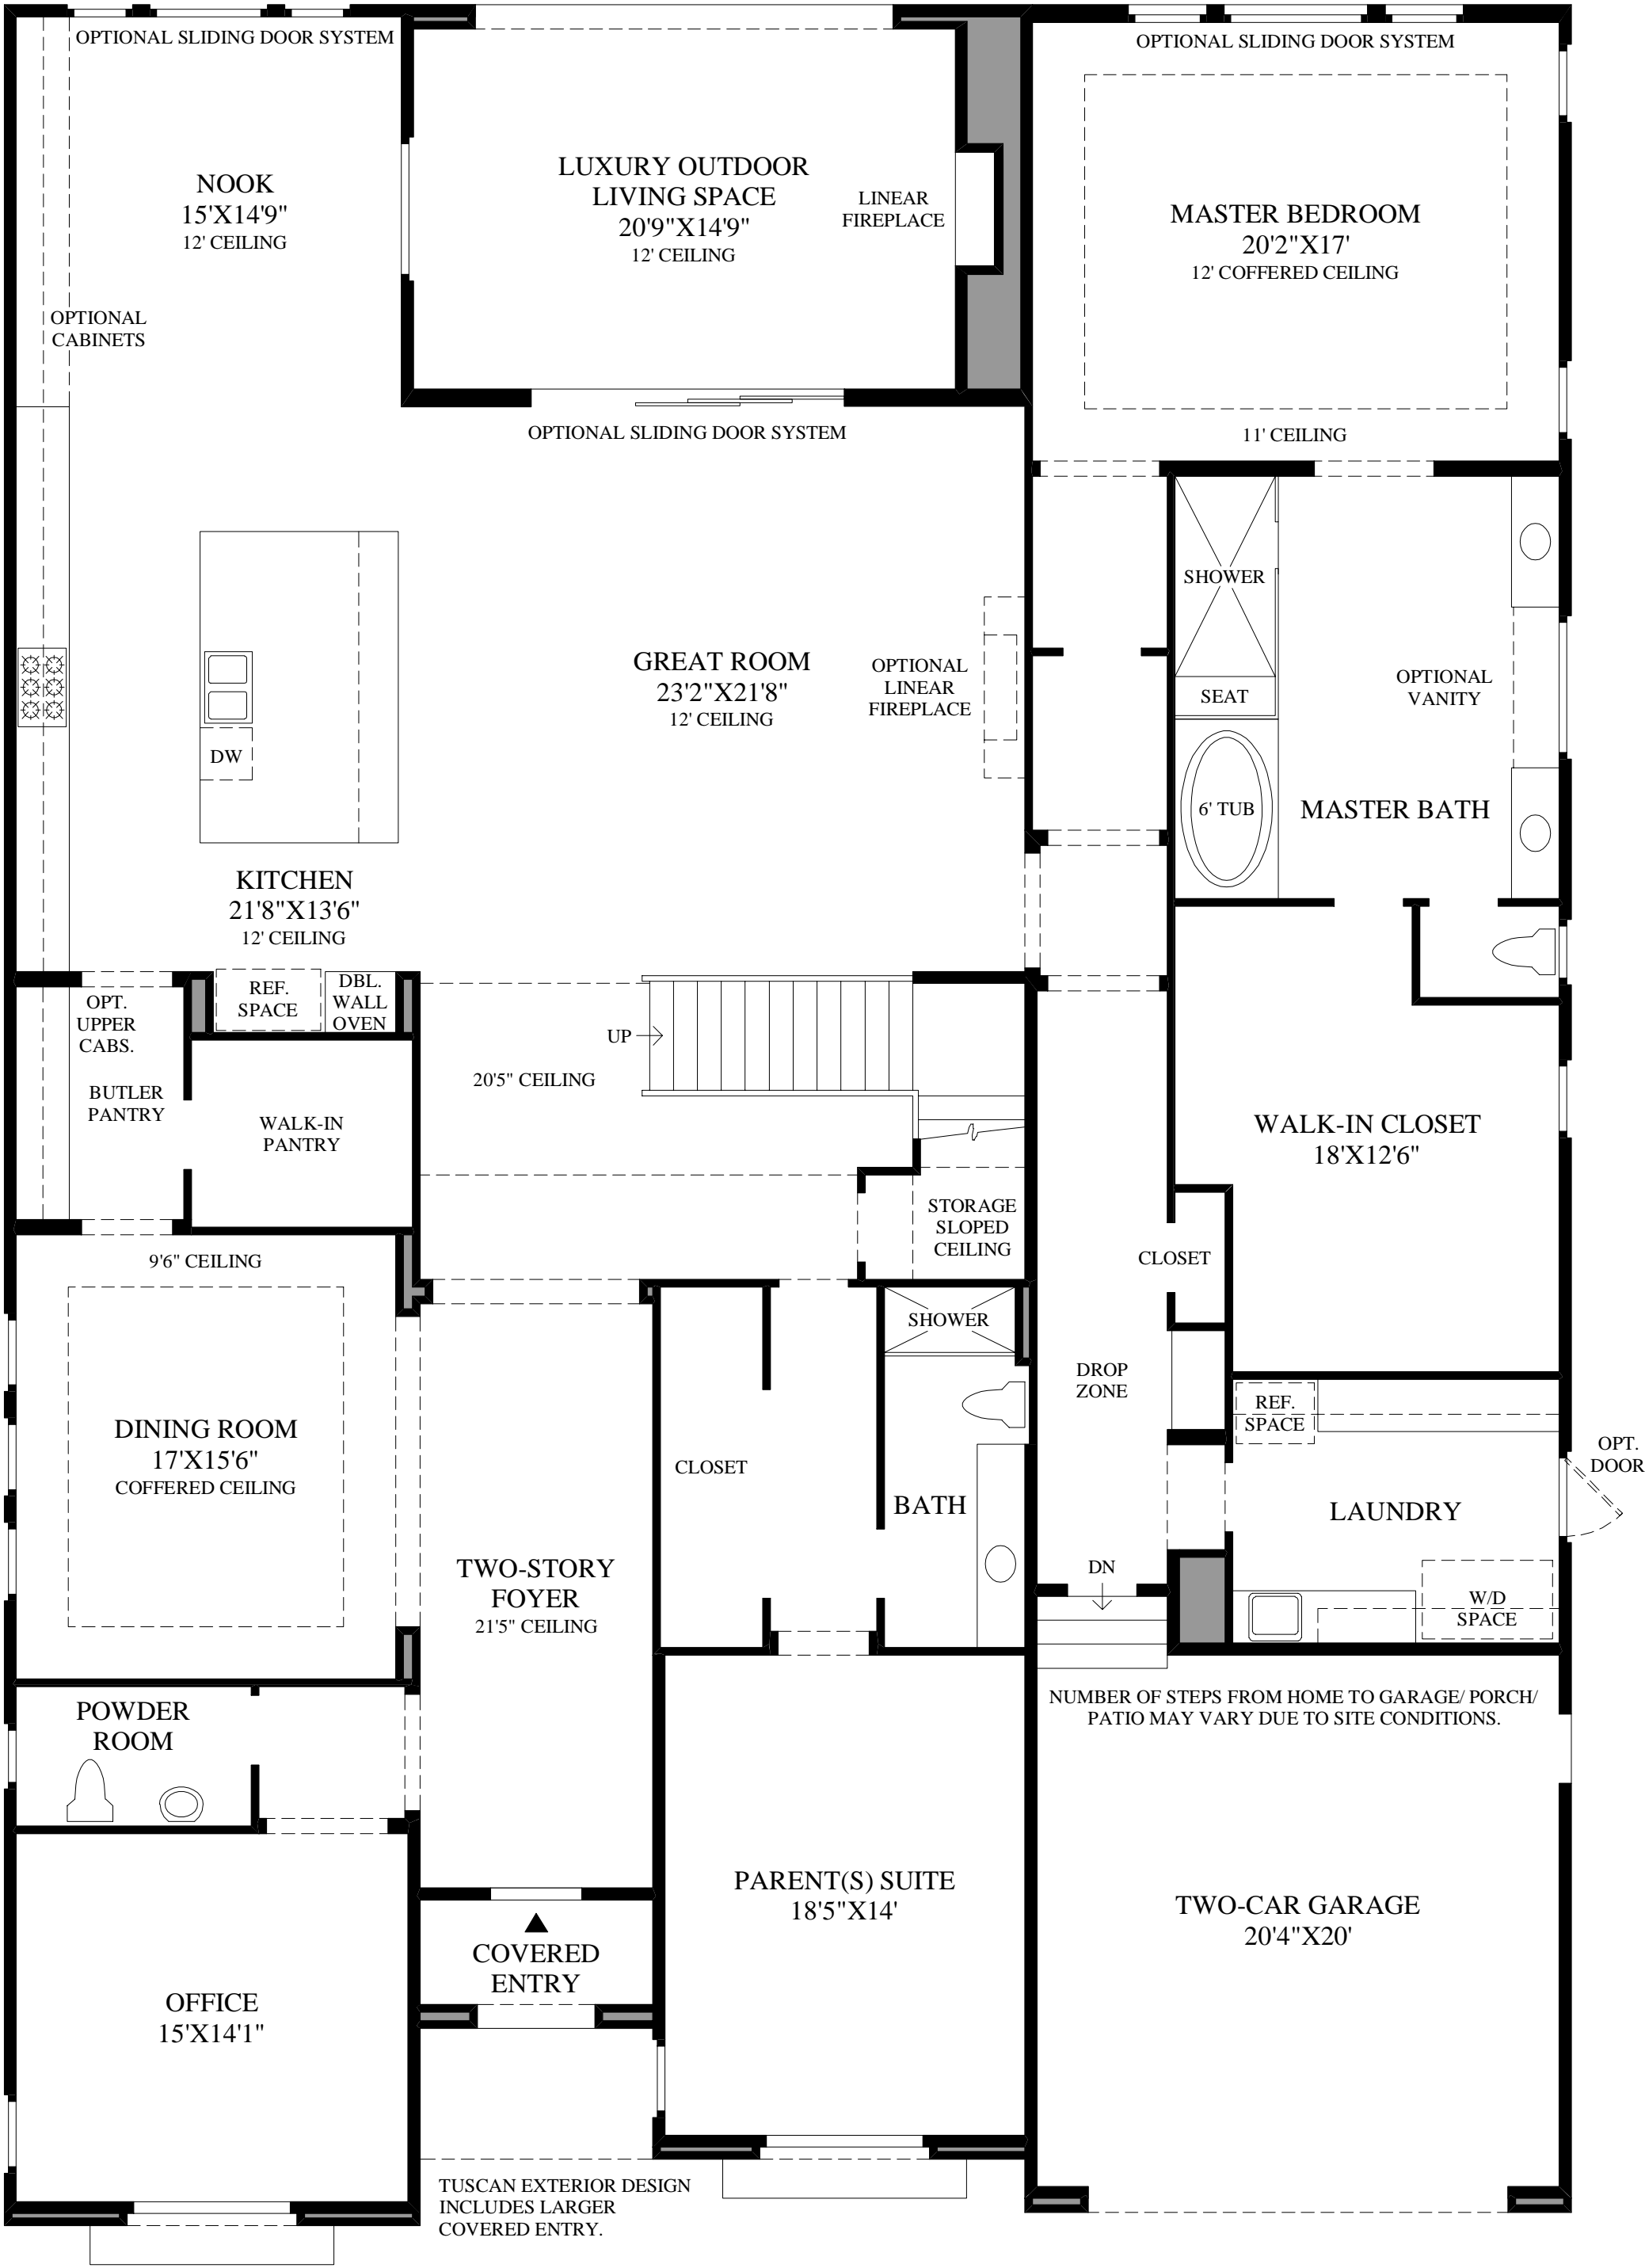 OPTIONAL SLIDING DOOR SYSTEM
OPTIONAL SLIDING DOOR SYSTEM
NOOK
15'X14'9"
12' CEILING
LUXURY OUTDOOR
LIVING SPACE
20'9"X14'9"
12' CEILING
LINEAR
FIREPLACE
MASTER BEDROOM
20'2"X17'
12' COFFERED CEILING
OPTIONAL
CABINETS
OPTIONAL SLIDING DOOR SYSTEM
11' CEILING
SHOWER
SEAT
OPTIONAL
VANITY
GREAT ROOM
23'2"X21'8"
12' CEILING
OPTIONAL
LINEAR
FIREPLACE
DW
6' TUB
MASTER BATH
KITCHEN
21'8"X13'6"
12' CEILING
OPT.
UPPER
CABS.
REF.
SPACE
DBL.
WALL
OVEN
UP
20'5" CEILING
BUTLER
PANTRY
WALK-IN
PANTRY
WALK-IN CLOSET
18'X12'6"
STORAGE
SLOPED
CEILING
CLOSET
9'6" CEILING
SHOWER
DROP
ZONE
REF.
SPACE
DINING ROOM
17'X15'6"
COFFERED CEILING
CLOSET
BATH
LAUNDRY
OPT.
DOOR
TWO-STORY
FOYER
21'5" CEILING
DN
W/D
SPACE
POWDER
ROOM
NUMBER OF STEPS FROM HOME TO GARAGE/ PORCH/
PATIO MAY VARY DUE TO SITE CONDITIONS.
PARENT(S) SUITE
18'5"X14'
TWO-CAR GARAGE
20'4"X20'
COVERED
ENTRY
OFFICE
15'X14'1"
TUSCAN EXTERIOR DESIGN
INCLUDES LARGER
COVERED ENTRY.